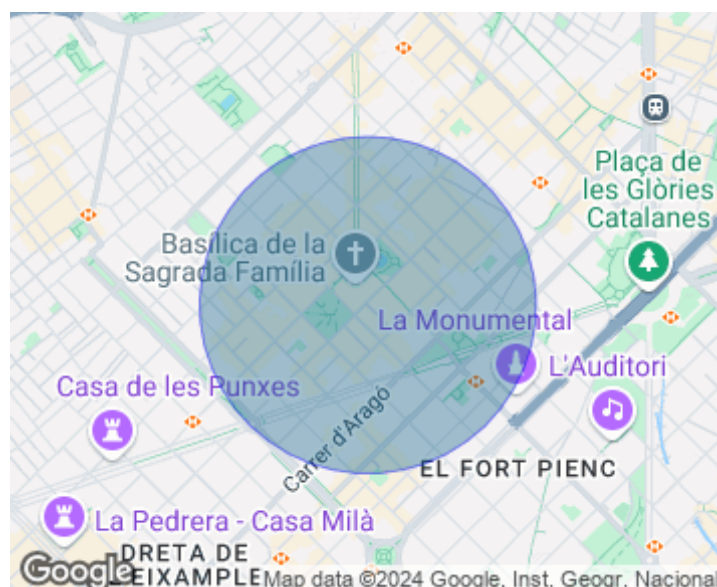 Plaça de
les Glòries
Catalanes
Basílica de la
Sagrada Família
La Monumental
L'Auditori
Casa de les Punxes
Carrer d'Aragó
EL FORT PIENC
La Pedrera - Casa Milà
DRETA DE
L'EIXAMPLE
Google
Map data ©2024 Google, Inst. Geogr. Nacional